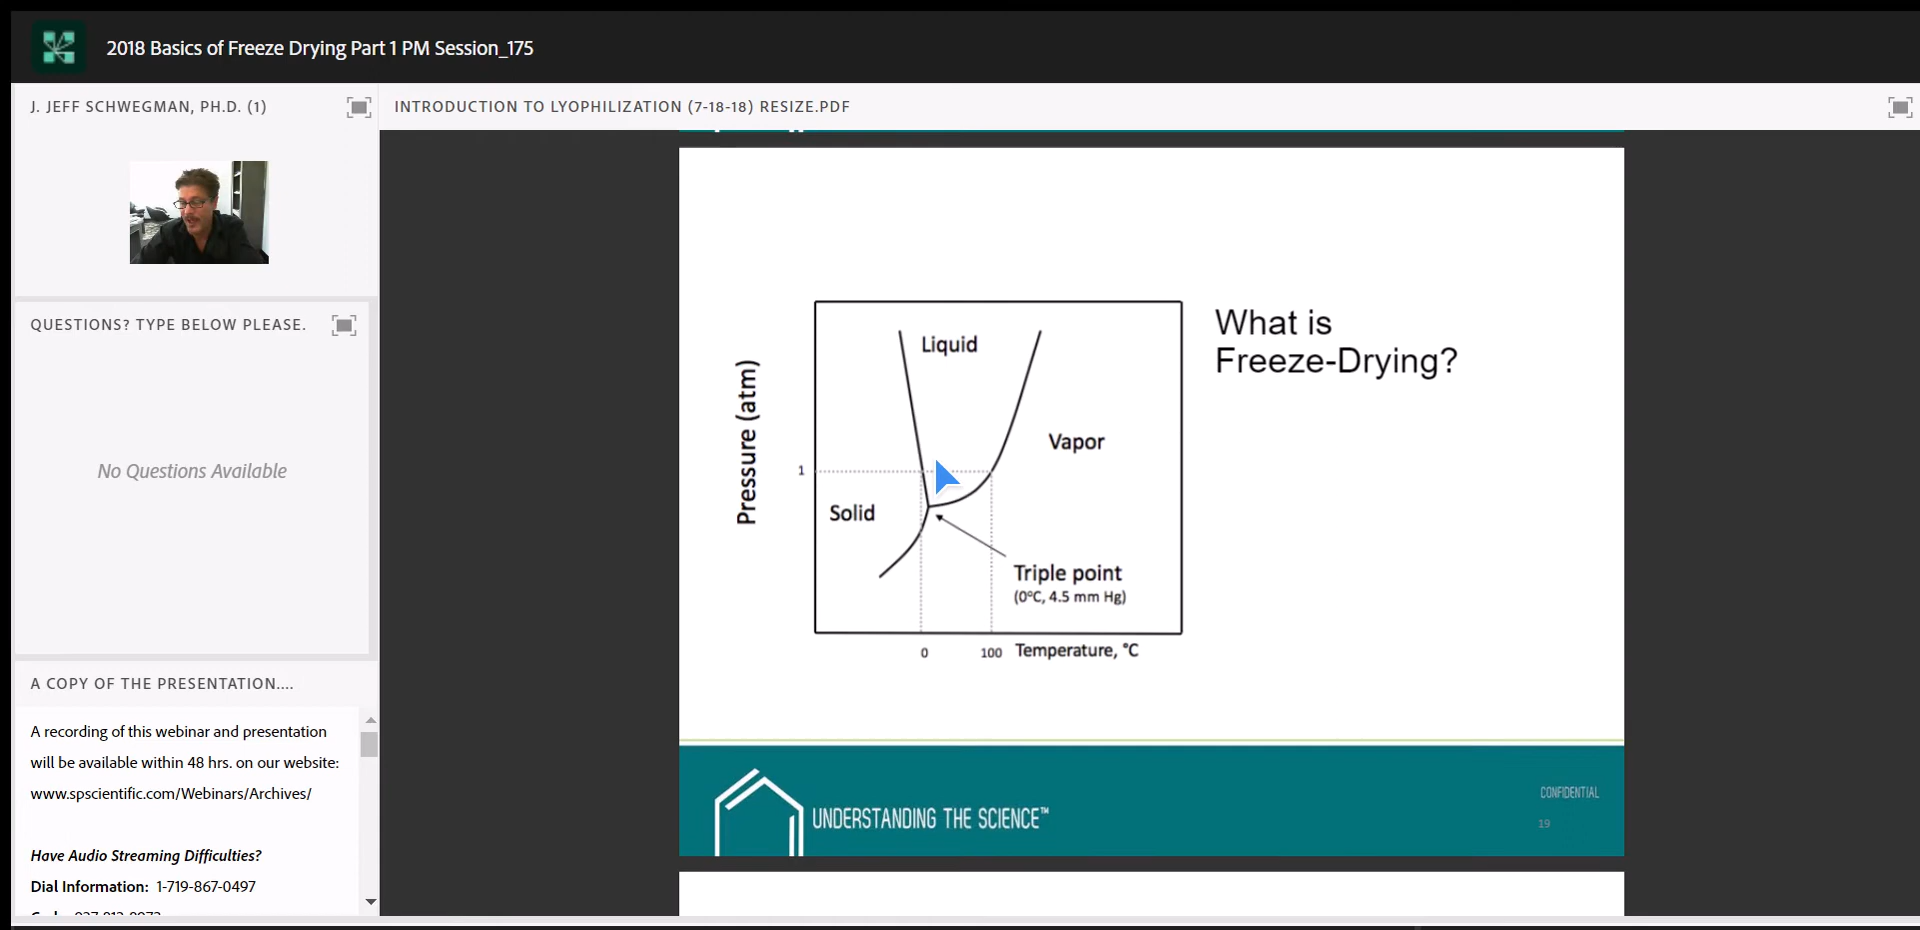 2018 Basics of Freeze Drying Part 1 PM Session_175
J. JEFF SCHWEGMAN, PH.D. (1)
INTRODUCTION TO LYOPHILIZATION (7-18-18) RESIZE.PDF
QUESTIONS? TYPE BELOW PLEASE.
No Questions Available
A COPY OF THE PRESENTATION....
A recording of this webinar and presentation
will be available within 48 hrs. on our website:
www.spscientific.com/Webinars/Archives/
Have Audio Streaming Difficulties?
Dial Information: 1-719-867-0497
What is
Freeze-Drying?
Pressure (atm)
Liquid
Vapor
1
Solid
Triple point
(0°C, 4.5 mm Hg)
0
100
Temperature, °C
UNDERSTANDING THE SCIENCE™
CONFIDENTIAL
19